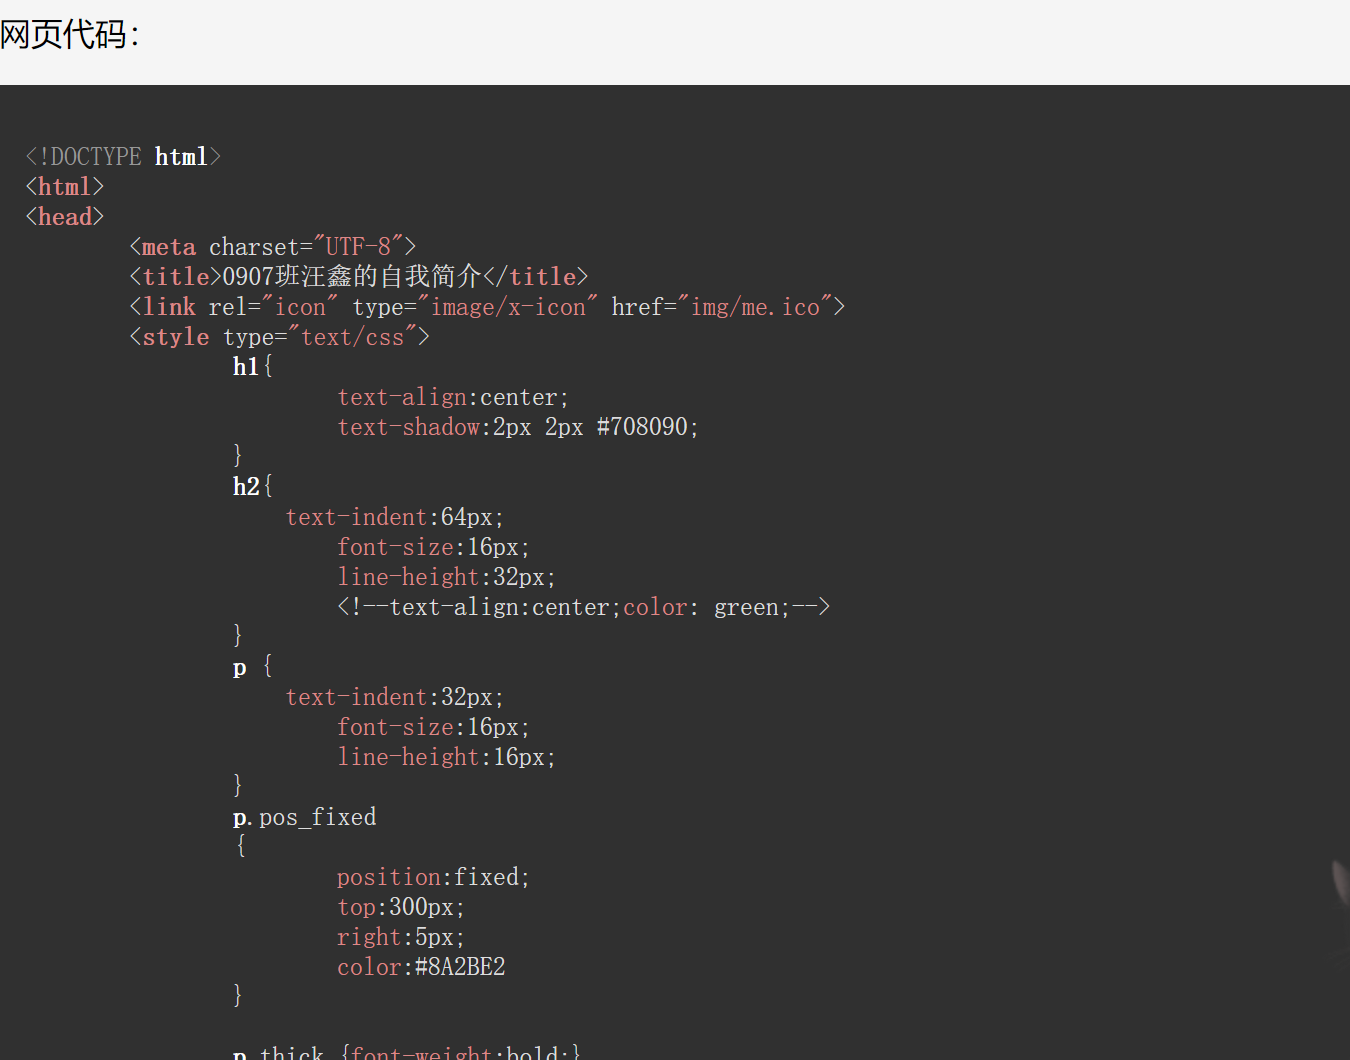 网页代码：
<!DOCTYPE html>
<html>
<head>
<meta charset="UTF-8">
<title>0907班汪鑫的自我简介</title>
<link rel="icon" type="image/x-icon" href="img/me.ico">
<style type="text/css">
h1{
text-align:center;
text-shadow:2px 2px #708090;
}
h2{
text-indent:64px;
font-size:16px;
line-height:32px;
<!--text-align:center;color: green;-->
}
p {
text-indent:32px;
font-size:16px;
line-height:16px;
}
p.pos_fixed
{
position:fixed;
top:300px;
right:5px;
color:#8A2BE2
}
p.thick {font-weight:bold;}